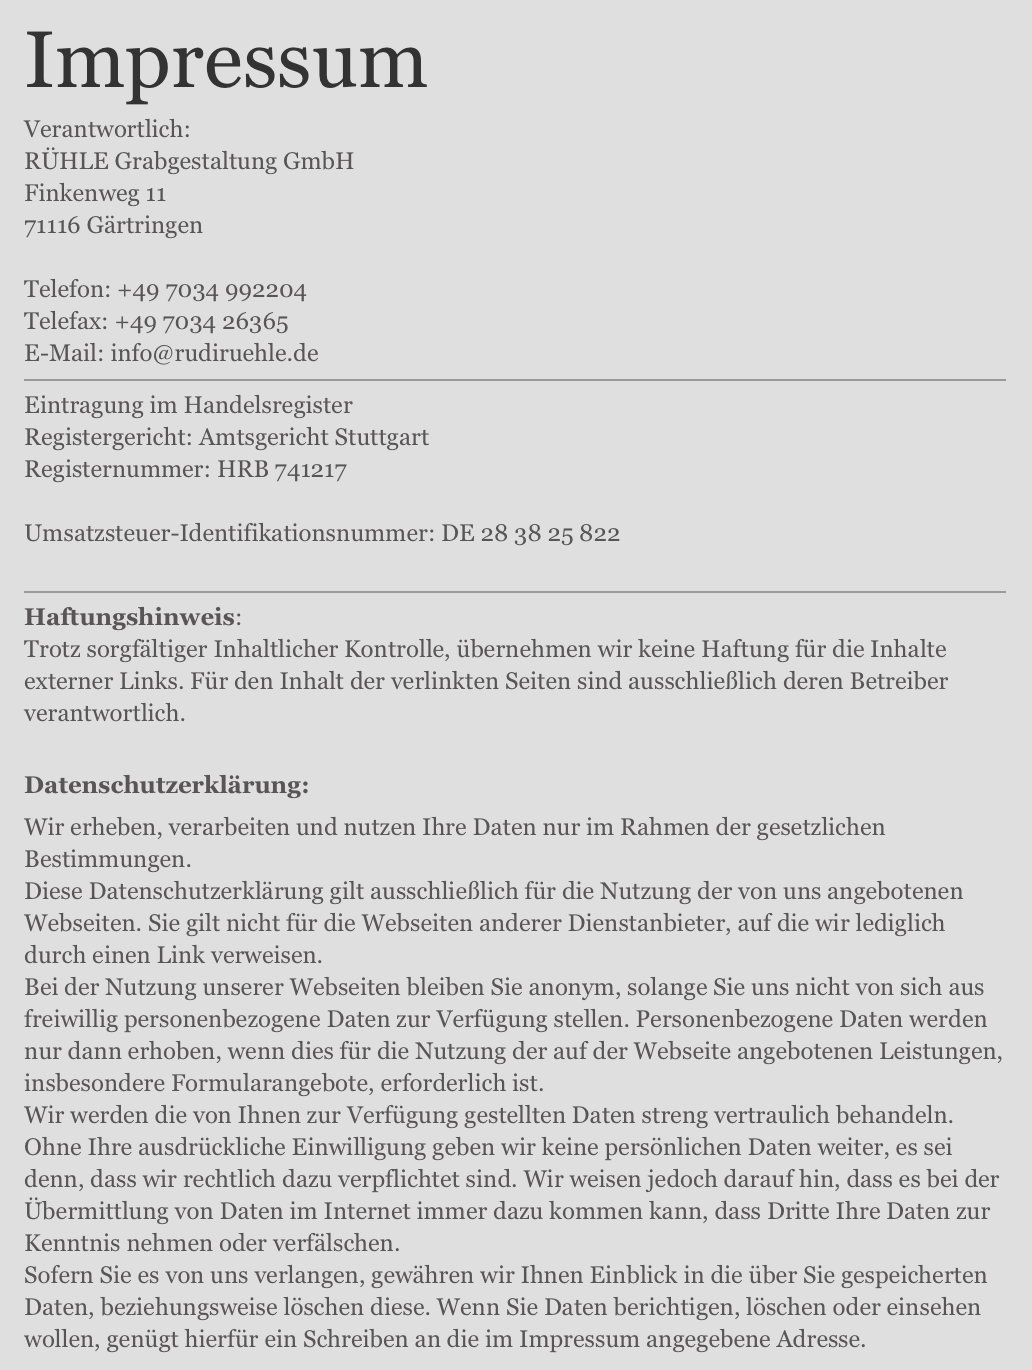 Impressum
Verantwortlich:
RÜHLE Grabgestaltung GmbH
Finkenweg 11
71116 Gärtringen
Telefon: +49 7034 992204
Telefax: +49 7034 26365
E-Mail: info@rudiruehle.de
Eintragung im Handelsregister
Registergericht: Amtsgericht Stuttgart
Registernummer: HRB 741217
Umsatzsteuer-Identifikationsnummer: DE 28 38 25 822
Haftungshinweis:
Trotz sorgfältiger Inhaltlicher Kontrolle, übernehmen wir keine Haftung für die Inhalte
externer Links. Für den Inhalt der verlinkten Seiten sind ausschließlich deren Betreiber
verantwortlich.
Datenschutzerklärung:
Wir erheben, verarbeiten und nutzen Ihre Daten nur im Rahmen der gesetzlichen
Bestimmungen.
Diese Datenschutzerklärung gilt ausschließlich für die Nutzung der von uns angebotenen
Webseiten. Sie gilt nicht für die Webseiten anderer Dienstanbieter, auf die wir lediglich
durch einen Link verweisen.
Bei der Nutzung unserer Webseiten bleiben Sie anonym, solange Sie uns nicht von sich aus
freiwillig personenbezogene Daten zur Verfügung stellen. Personenbezogene Daten werden
nur dann erhoben, wenn dies für die Nutzung der auf der Webseite angebotenen Leistungen,
insbesondere Formularangebote, erforderlich ist.
Wir werden die von Ihnen zur Verfügung gestellten Daten streng vertraulich behandeln.
Ohne Ihre ausdrückliche Einwilligung geben wir keine persönlichen Daten weiter, es sei
denn, dass wir rechtlich dazu verpflichtet sind. Wir weisen jedoch darauf hin, dass es bei der
Übermittlung von Daten im Internet immer dazu kommen kann, dass Dritte Ihre Daten zur
Kenntnis nehmen oder verfälschen.
Sofern Sie es von uns verlangen, gewähren wir Ihnen Einblick in die über Sie gespeicherten
Daten, beziehungsweise löschen diese. Wenn Sie Daten berichtigen, löschen oder einsehen
wollen, genügt hierfür ein Schreiben an die im Impressum angegebene Adresse.